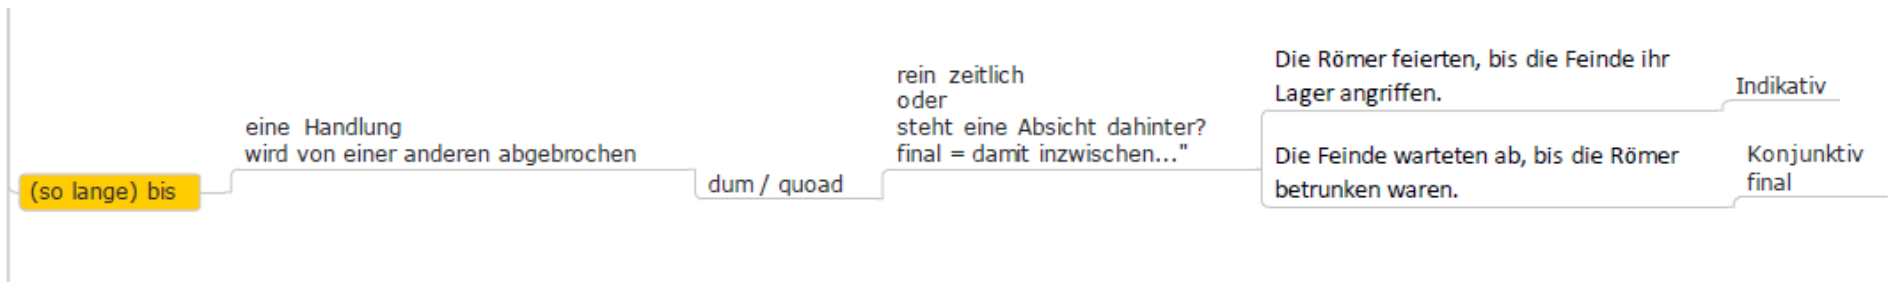 (so lange) bis
eine Handlung
wird von einer anderen abgebrochen
dum / quoad
rein zeitlich
oder
steht eine Absicht dahinter?
final = damit inzwischen..."
Die Römer feierten, bis die Feinde ihr
Lager angriffen.
Indikativ
Die Feinde warteten ab, bis die Römer
betrunken waren.
Konjunktiv
final